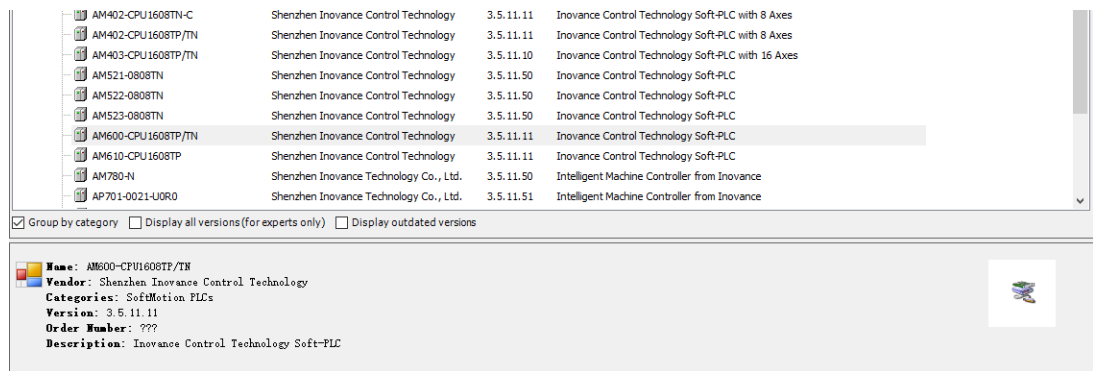 AM402-CPU1608TN-C Shenzhen Inovance Control Technology 3.5.11.11 Inovance Control Technology Soft-PLC with 8 Axes
AM402-CPU1608TP/TN Shenzhen Inovance Control Technology 3.5.11.11 Inovance Control Technology Soft-PLC with 8 Axes
AM403-CPU1608TP/TN Shenzhen Inovance Control Technology 3.5.11.10 Inovance Control Technology Soft-PLC with 16 Axes
AM521-0808TN Shenzhen Inovance Control Technology 3.5.11.50 Inovance Control Technology Soft-PLC
AM522-0808TN Shenzhen Inovance Control Technology 3.5.11.50 Inovance Control Technology Soft-PLC
AM523-0808TN Shenzhen Inovance Control Technology 3.5.11.50 Inovance Control Technology Soft-PLC
AM600-CPU1608TP/TN Shenzhen Inovance Control Technology 3.5.11.11 Inovance Control Technology Soft-PLC
AM610-CPU1608TP Shenzhen Inovance Control Technology 3.5.11.11 Inovance Control Technology Soft-PLC
AM780-N Shenzhen Inovance Technology Co., Ltd. 3.5.11.50 Intelligent Machine Controller from Inovance
AP701-0021-U0R0 Shenzhen Inovance Technology Co., Ltd. 3.5.11.51 Intelligent Machine Controller from Inovance
Group by category Display all versions (for experts only) Display outdated versions
Name: AM600-CPU1608TP/TN
Vendor: Shenzhen Inovance Control Technology
Categories: SoftMotion PLCs
Version: 3.5.11.11
Order Number: ???
Description: Inovance Control Technology Soft-PLC